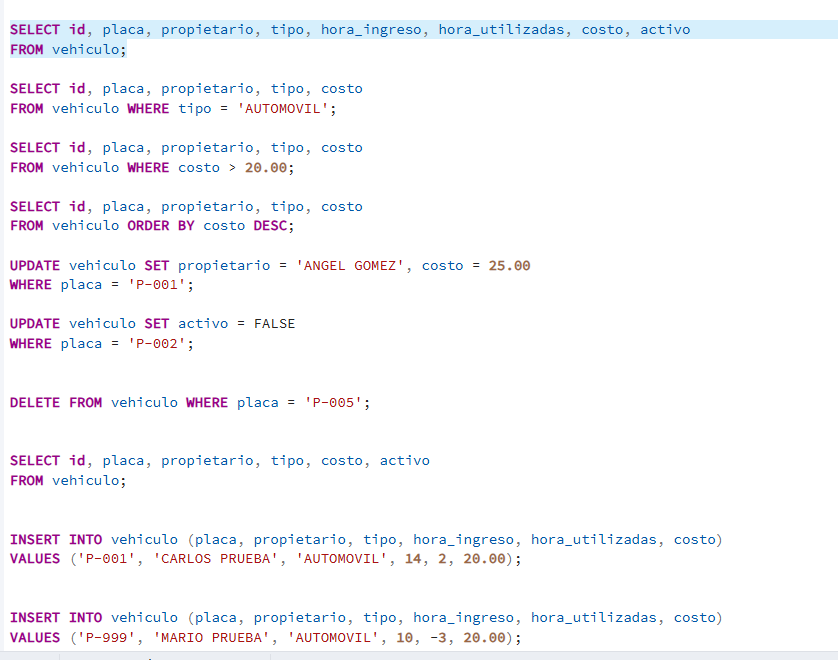 SELECT id, placa, propietario, tipo, hora_ingreso, hora_utilizadas, costo, activo
FROM vehiculo;
SELECT id, placa, propietario, tipo, costo
FROM vehiculo WHERE tipo = 'AUTOMOVIL';
SELECT id, placa, propietario, tipo, costo
FROM vehiculo WHERE costo > 20.00;
SELECT id, placa, propietario, tipo, costo
FROM vehiculo ORDER BY costo DESC;
UPDATE vehiculo SET propietario = 'ANGEL GOMEZ', costo = 25.00
WHERE placa = 'P-001';
UPDATE vehiculo SET activo = FALSE
WHERE placa = 'P-002';
DELETE FROM vehiculo WHERE placa = 'P-005';
SELECT id, placa, propietario, tipo, costo, activo
FROM vehiculo;
INSERT INTO vehiculo (placa, propietario, tipo, hora_ingreso, hora_utilizadas, costo)
VALUES ('P-001', 'CARLOS PRUEBA', 'AUTOMOVIL', 14, 2, 20.00);
INSERT INTO vehiculo (placa, propietario, tipo, hora_ingreso, hora_utilizadas, costo)
VALUES ('P-999', 'MARIO PRUEBA', 'AUTOMOVIL', 10, -3, 20.00);